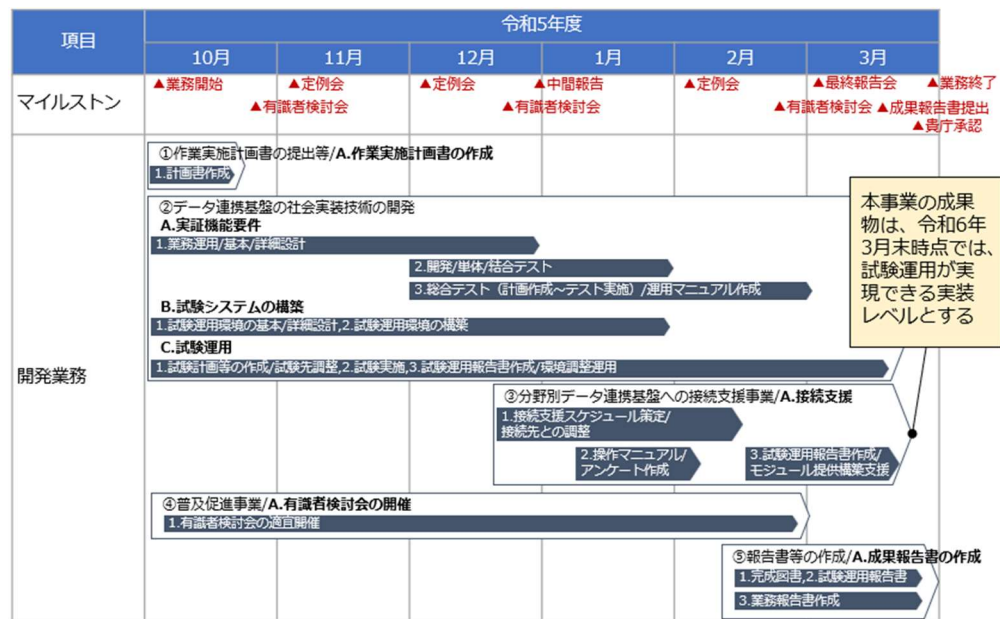 項目
令和5年度
10月 11月 12月 1月 2月 3月
マイルストン
▲業務開始 ▲定例会 ▲定例会 ▲中間報告 ▲定例会 ▲最終報告会 ▲業務終了
▲有識者検討会 ▲有識者検討会 ▲有識者検討会 ▲成果報告書提出
▲貴庁承認
開発業務
①作業実施計画書の提出等/A.作業実施計画書の作成
1.計画書作成
②データ連携基盤の社会実装技術の開発
A.実証機能要件
1.業務運用/基本/詳細設計
2.開発/単体/結合テスト
3.総合テスト（計画作成～テスト実施）/運用マニュアル作成
B.試験システムの構築
1.試験運用環境の基本/詳細設計,2.試験運用環境の構築
C.試験運用
1.試験計画等の作成/試験先調整,2.試験実施,3.試験運用報告書作成/環境調整運用
③分野別データ連携基盤への接続支援事業/A.接続支援
1.接続支援スケジュール策定/
接続先との調整
2.操作マニュアル/
アンケート作成
3.試験運用報告書作成/
モジュール提供構築支援
④普及促進事業/A.有識者検討会の開催
1.有識者検討会の適宜開催
⑤報告書等の作成/A.成果報告書の作成
1.完成図書,2.試験運用報告書
3.業務報告書作成
本事業の成果
物は、令和6年
3月末時点では、
試験運用が実
現できる実装
レベルとする